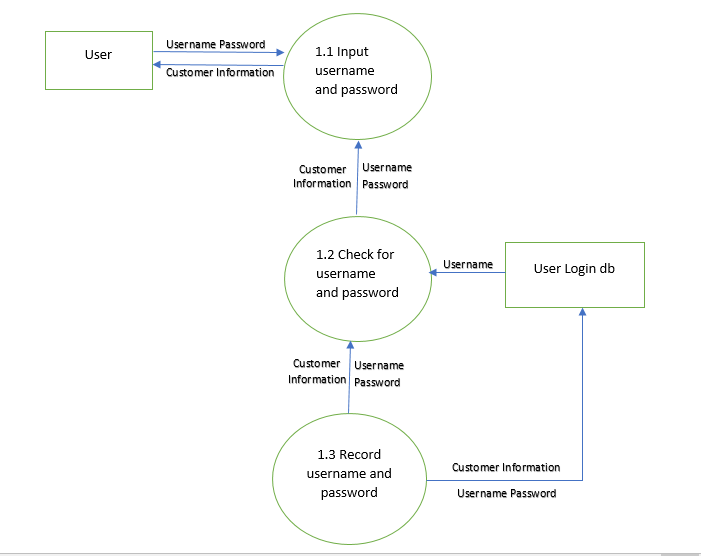 User
Username Password
Customer Information
1.1 Input
username
and password
Customer
Information
Username
Password
1.2 Check for
username
and password
Username
User Login db
Customer
Information
Username
Password
1.3 Record
username and
password
Customer Information
Username Password